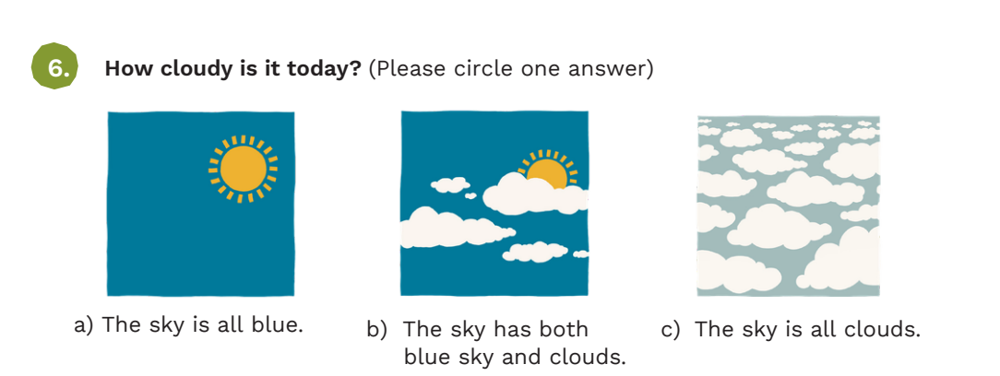 6. How cloudy is it today? (Please circle one answer)
a) The sky is all blue.
b) The sky has both
blue sky and clouds.
c) The sky is all clouds.